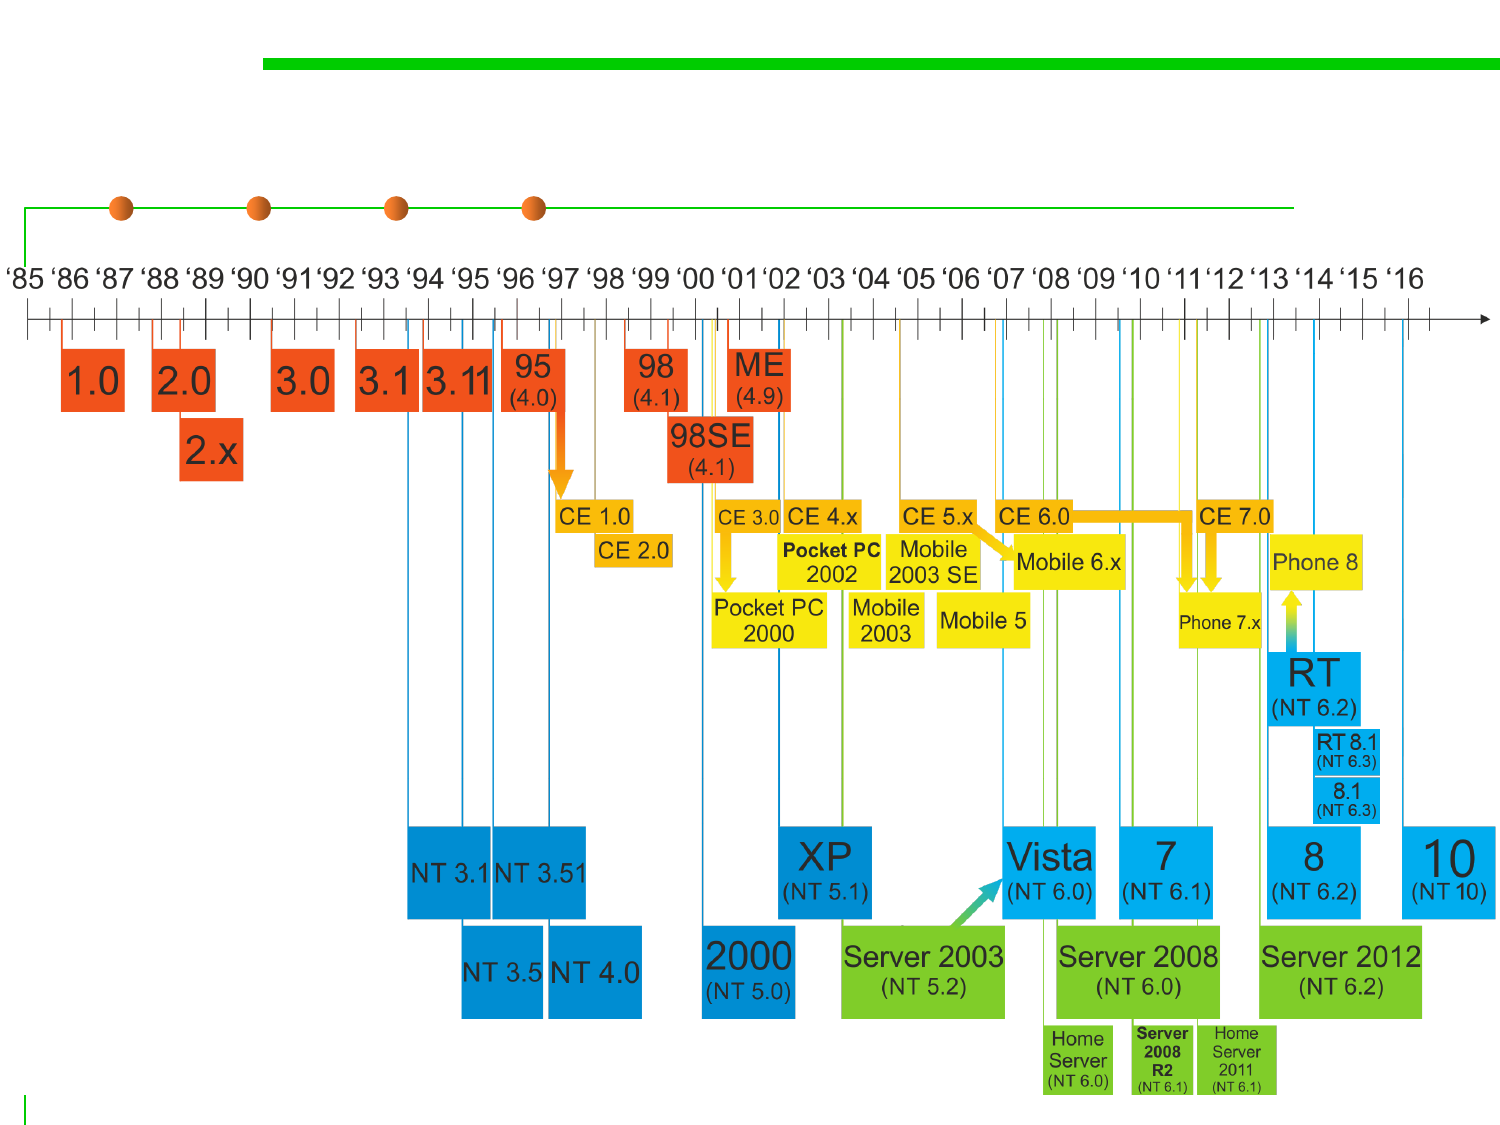 ‘85 ‘86 ‘87 ‘88 ‘89 ‘90 ‘91 ‘92 ‘93 ‘94 ‘95 ‘96 ‘97 ‘98 ‘99 ‘00 ‘01 ‘02 ‘03 ‘04 ‘05 ‘06 ‘07 ‘08 ‘09 ‘10 ‘11 ‘12 ‘13 ‘14 ‘15 ‘16
1.0
2.0
2.x
3.0
3.1
3.11
95
(4.0)
98
(4.1)
98SE
(4.1)
ME
(4.9)
CE 1.0
CE 2.0
CE 3.0
CE 4.x
CE 5.x
CE 6.0
CE 7.0
Pocket PC
2002
Mobile
2003 SE
Mobile 6.x
Phone 8
Pocket PC
2000
Mobile
2003
Mobile 5
Phone 7.x
RT
(NT 6.2)
RT 8.1
(NT 6.3)
8.1
(NT 6.3)
NT 3.1
NT 3.51
XP
(NT 5.1)
Vista
(NT 6.0)
7
(NT 6.1)
8
(NT 6.2)
10
(NT 10)
NT 3.5
NT 4.0
2000
(NT 5.0)
Server 2003
(NT 5.2)
Server 2008
(NT 6.0)
Server 2012
(NT 6.2)
Home
Server
(NT 6.0)
Server
2008
R2
(NT 6.1)
Home
Server
2011
(NT 6.1)